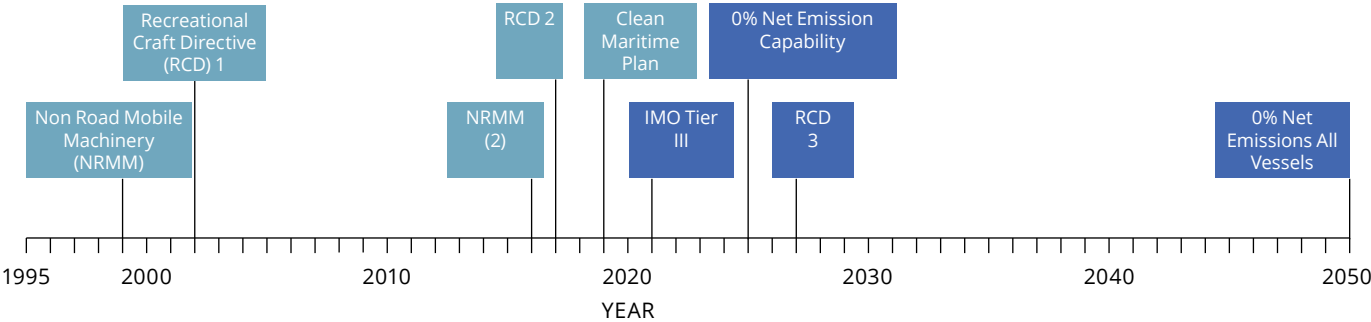 Recreational
Craft Directive
(RCD) 1
RCD 2
Clean
Maritime
Plan
0% Net Emission
Capability
Non Road Mobile
Machinery
(NRMM)
NRMM
(2)
IMO Tier
III
RCD
3
0% Net
Emissions All
Vessels
1995
2000
2010
2020
2030
2040
2050
YEAR